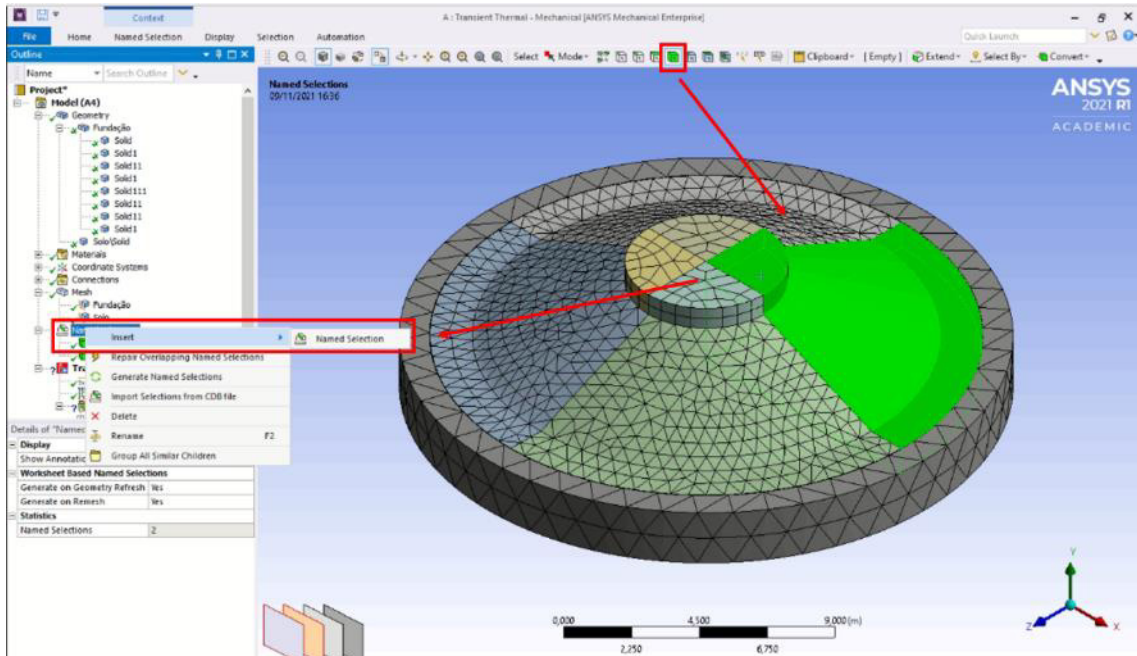 Context
A : Transient Thermal - Mechanical [ANSYS Mechanical Enterprise]
File Home Named Selection Display Selection Automation
Quick Launch
Outline
Select Mode Clipboard [Empty] Extend Select By Convert
Name Search Outline
Project*
Model (A4)
Geometry
Fundação
Solid
Solid1
Solid11
Solid1
Solid111
Solid11
Solid11
Solid1
Solo\Solid
Materials
Coordinate Systems
Connections
Mesh
Fundação
Solo
Insert
Named Selection
Repair Overlapping Named Selections
Generate Named Selections
Import Selections from CDB file
Delete
Rename F2
Group All Similar Children
Details of "Named
Display
Show Annotatio
Worksheet Based Named Selections
Generate on Geometry Refresh Yes
Generate on Remesh Yes
Statistics
Named Selections 2
Named Selections
09/11/2021 16:36
ANSYS
2021 R1
ACADEMIC
0,000 4,500 9,000 (m)
2,250 6,750
Y
Z X